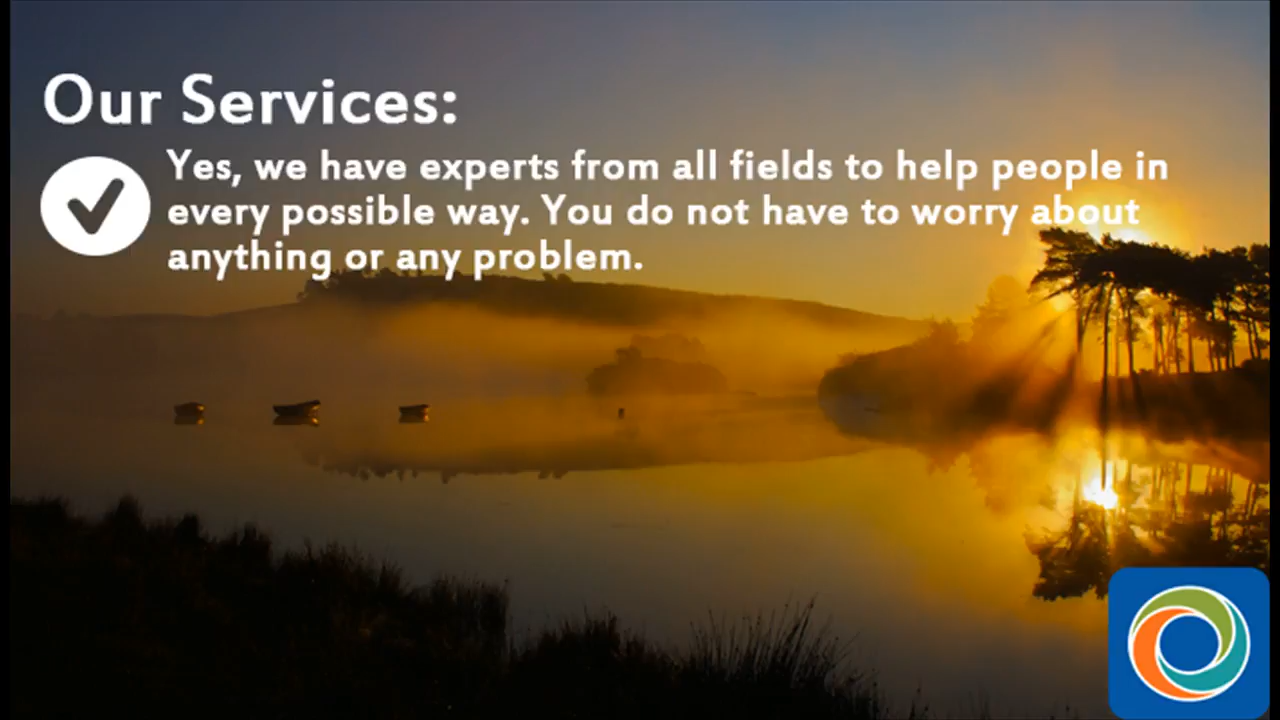 Our Services:
Yes, we have experts from all fields to help people in
every possible way. You do not have to worry about
anything or any problem.